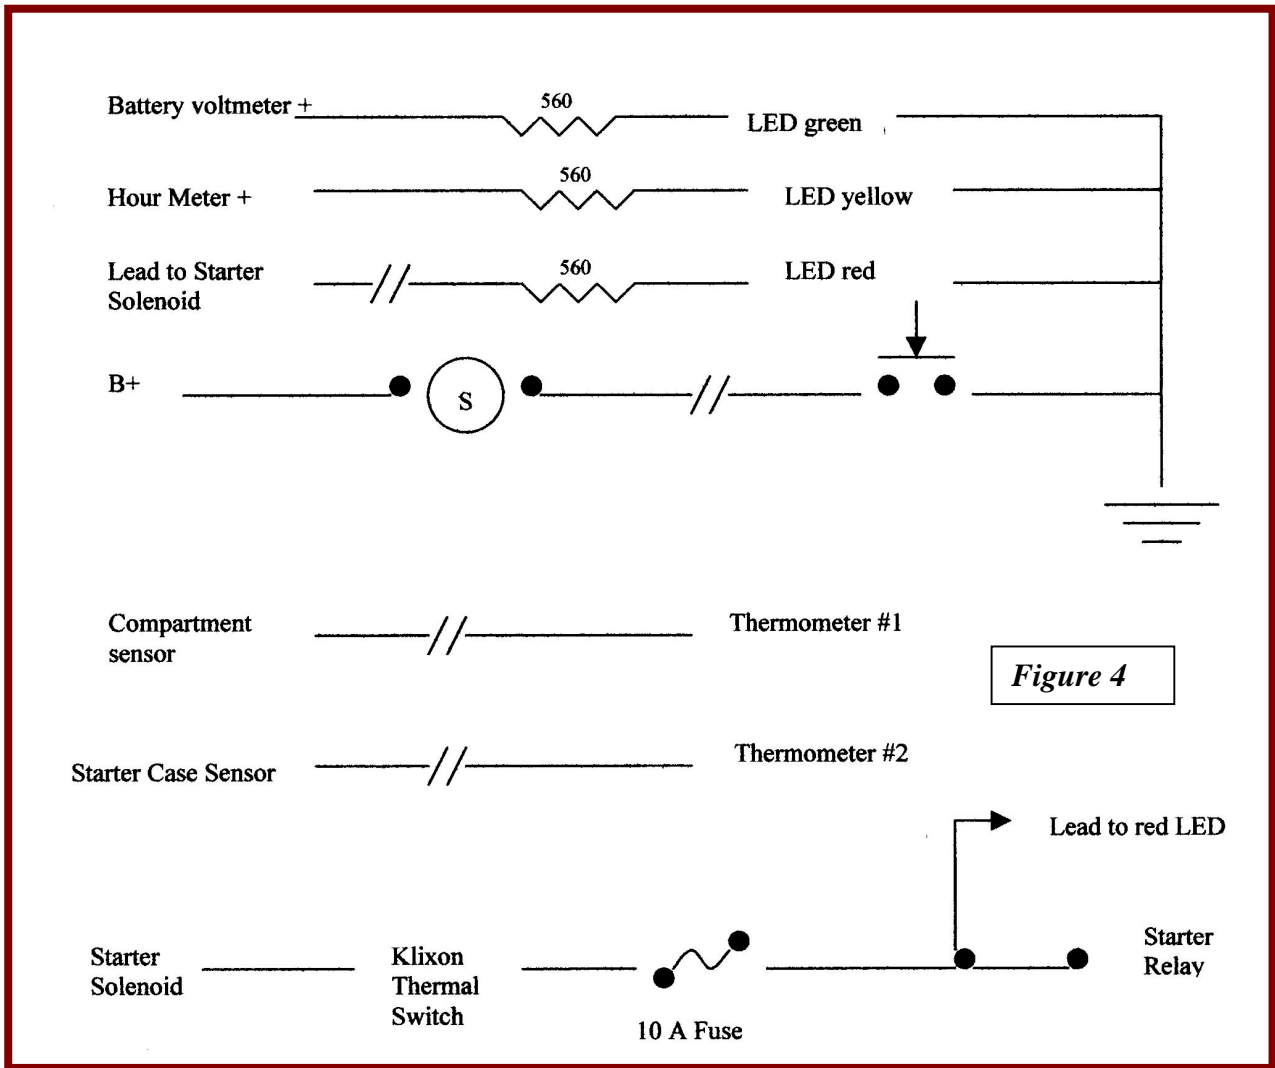 560
Battery voltmeter +
LED green
560
Hour Meter +
LED yellow
560
Lead to Starter
Solenoid
LED red
B+
S
Compartment
sensor
Thermometer #1
Figure 4
Starter Case Sensor
Thermometer #2
Lead to red LED
Starter
Solenoid
Klixon
Thermal
Switch
10 A Fuse
Starter
Relay